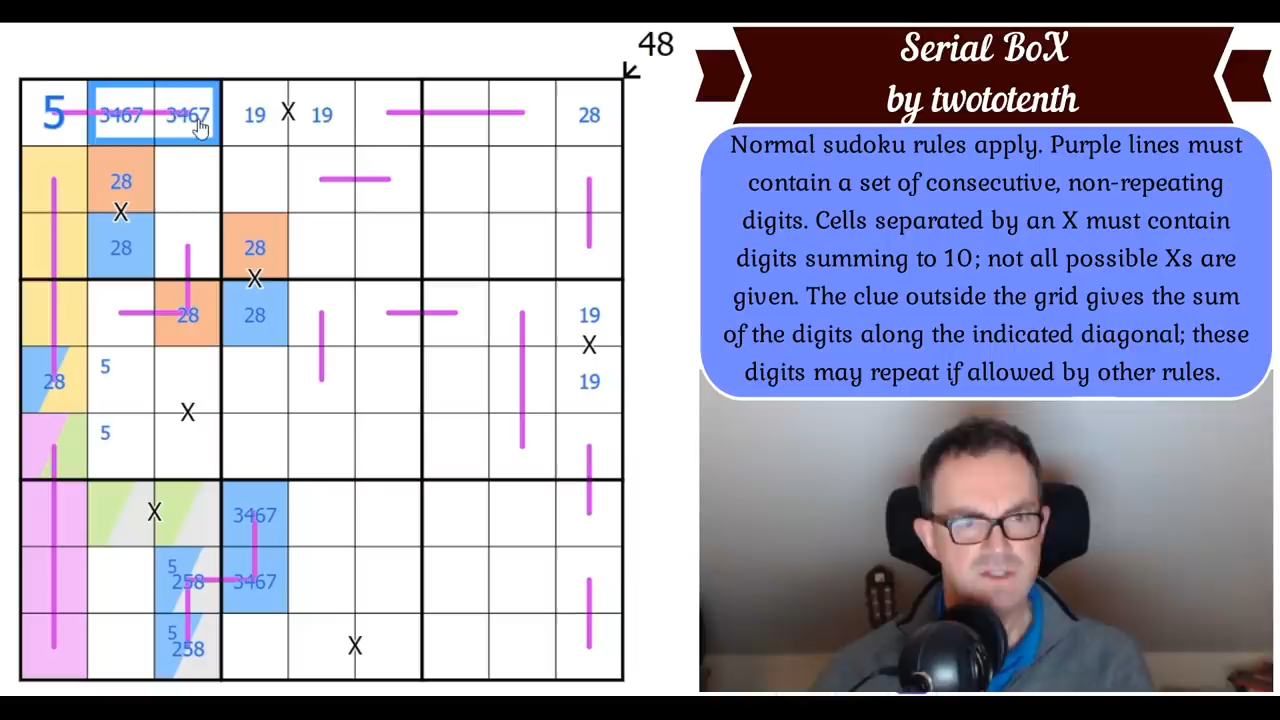 48
Serial BoX
by twototenth
Normal sudoku rules apply. Purple lines must
contain a set of consecutive, non-repeating
digits. Cells separated by an X must contain
digits summing to 10; not all possible Xs are
given. The clue outside the grid gives the sum
of the digits along the indicated diagonal; these
digits may repeat if allowed by other rules.
5 3467 3467 19 X 19 28
28
X
28 28
X
28 28 19
X
5
28 19
X
5
X 3467
5
258 3467
5
258 X